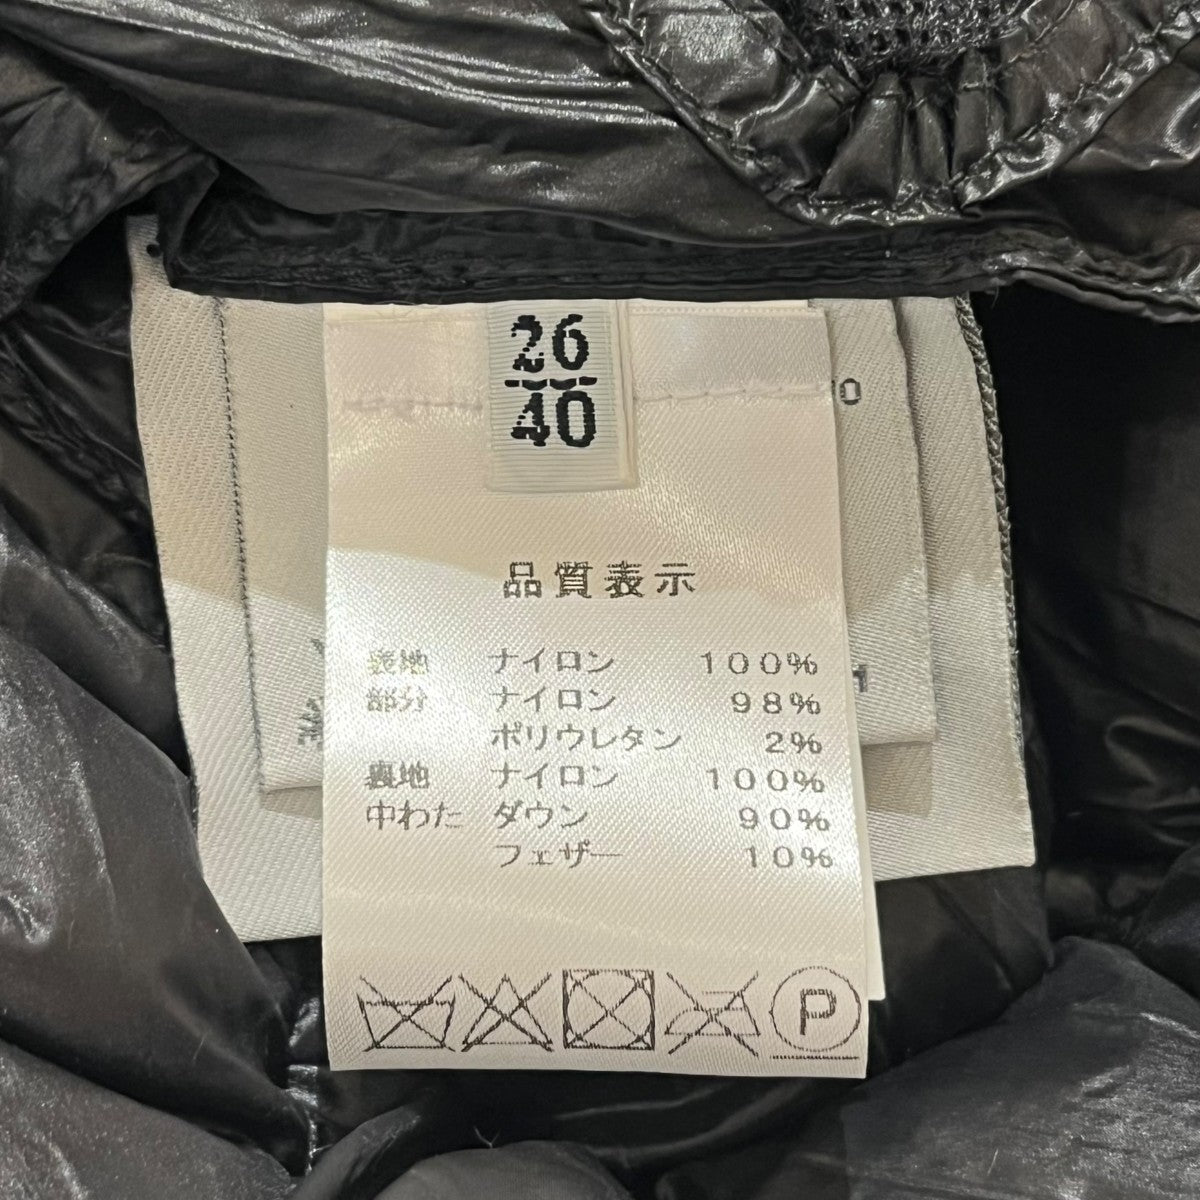 26
40
品質表示
表地 ナイロン 100%
部分 ナイロン 98%
ポリウレタン 2%
裏地 ナイロン 100%
中わた ダウン 90%
フェザー 10%
P